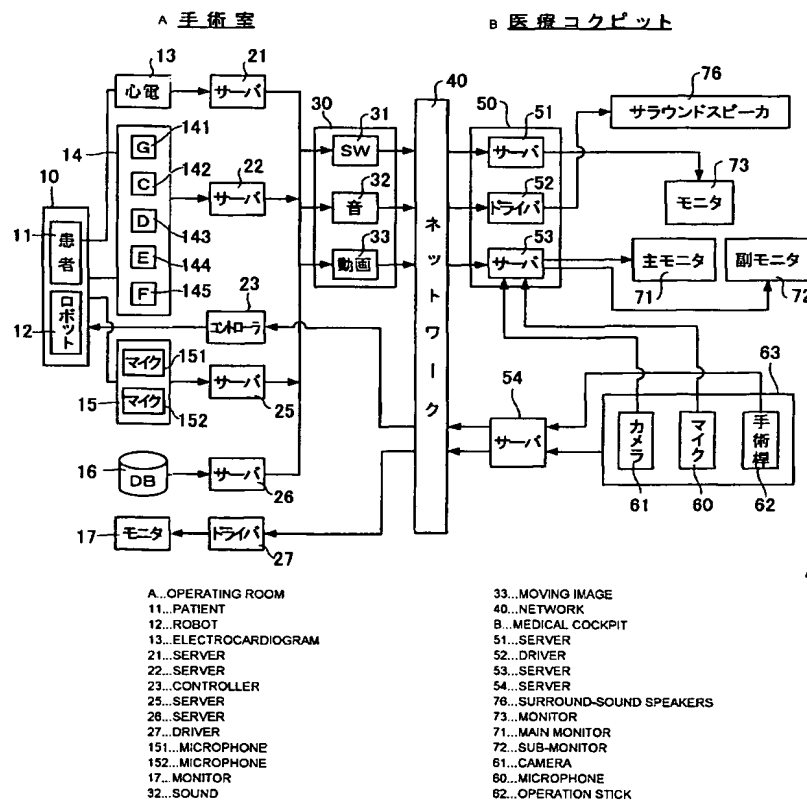 A 手術室
B 医療コクピット
13
心電
21
サーバ
14
G
141
C
142
D
143
E
144
F
145
22
サーバ
10
11
患者
12
ロボット
23
コントローラ
15
マイク
151
マイク
152
サーバ
25
16
DB
サーバ
26
17
モニタ
ドライバ
27
30
31
SW
32
音
33
動画
40
ネットワーク
50
51
サーバ
52
ドライバ
53
サーバ
76
サラウンドスピーカ
73
モニタ
主モニタ
71
副モニタ
72
54
サーバ
63
カメラ
61
マイク
60
手術桿
62
A...OPERATING ROOM
11...PATIENT
12...ROBOT
13...ELECTROCARDIOGRAM
21...SERVER
22...SERVER
23...CONTROLLER
25...SERVER
26...SERVER
27...DRIVER
151...MICROPHONE
152...MICROPHONE
17...MONITOR
32...SOUND
33...MOVING IMAGE
40...NETWORK
B...MEDICAL COCKPIT
51...SERVER
52...DRIVER
53...SERVER
54...SERVER
76...SURROUND-SOUND SPEAKERS
73...MONITOR
71...MAIN MONITOR
72...SUB-MONITOR
61...CAMERA
60...MICROPHONE
62...OPERATION STICK